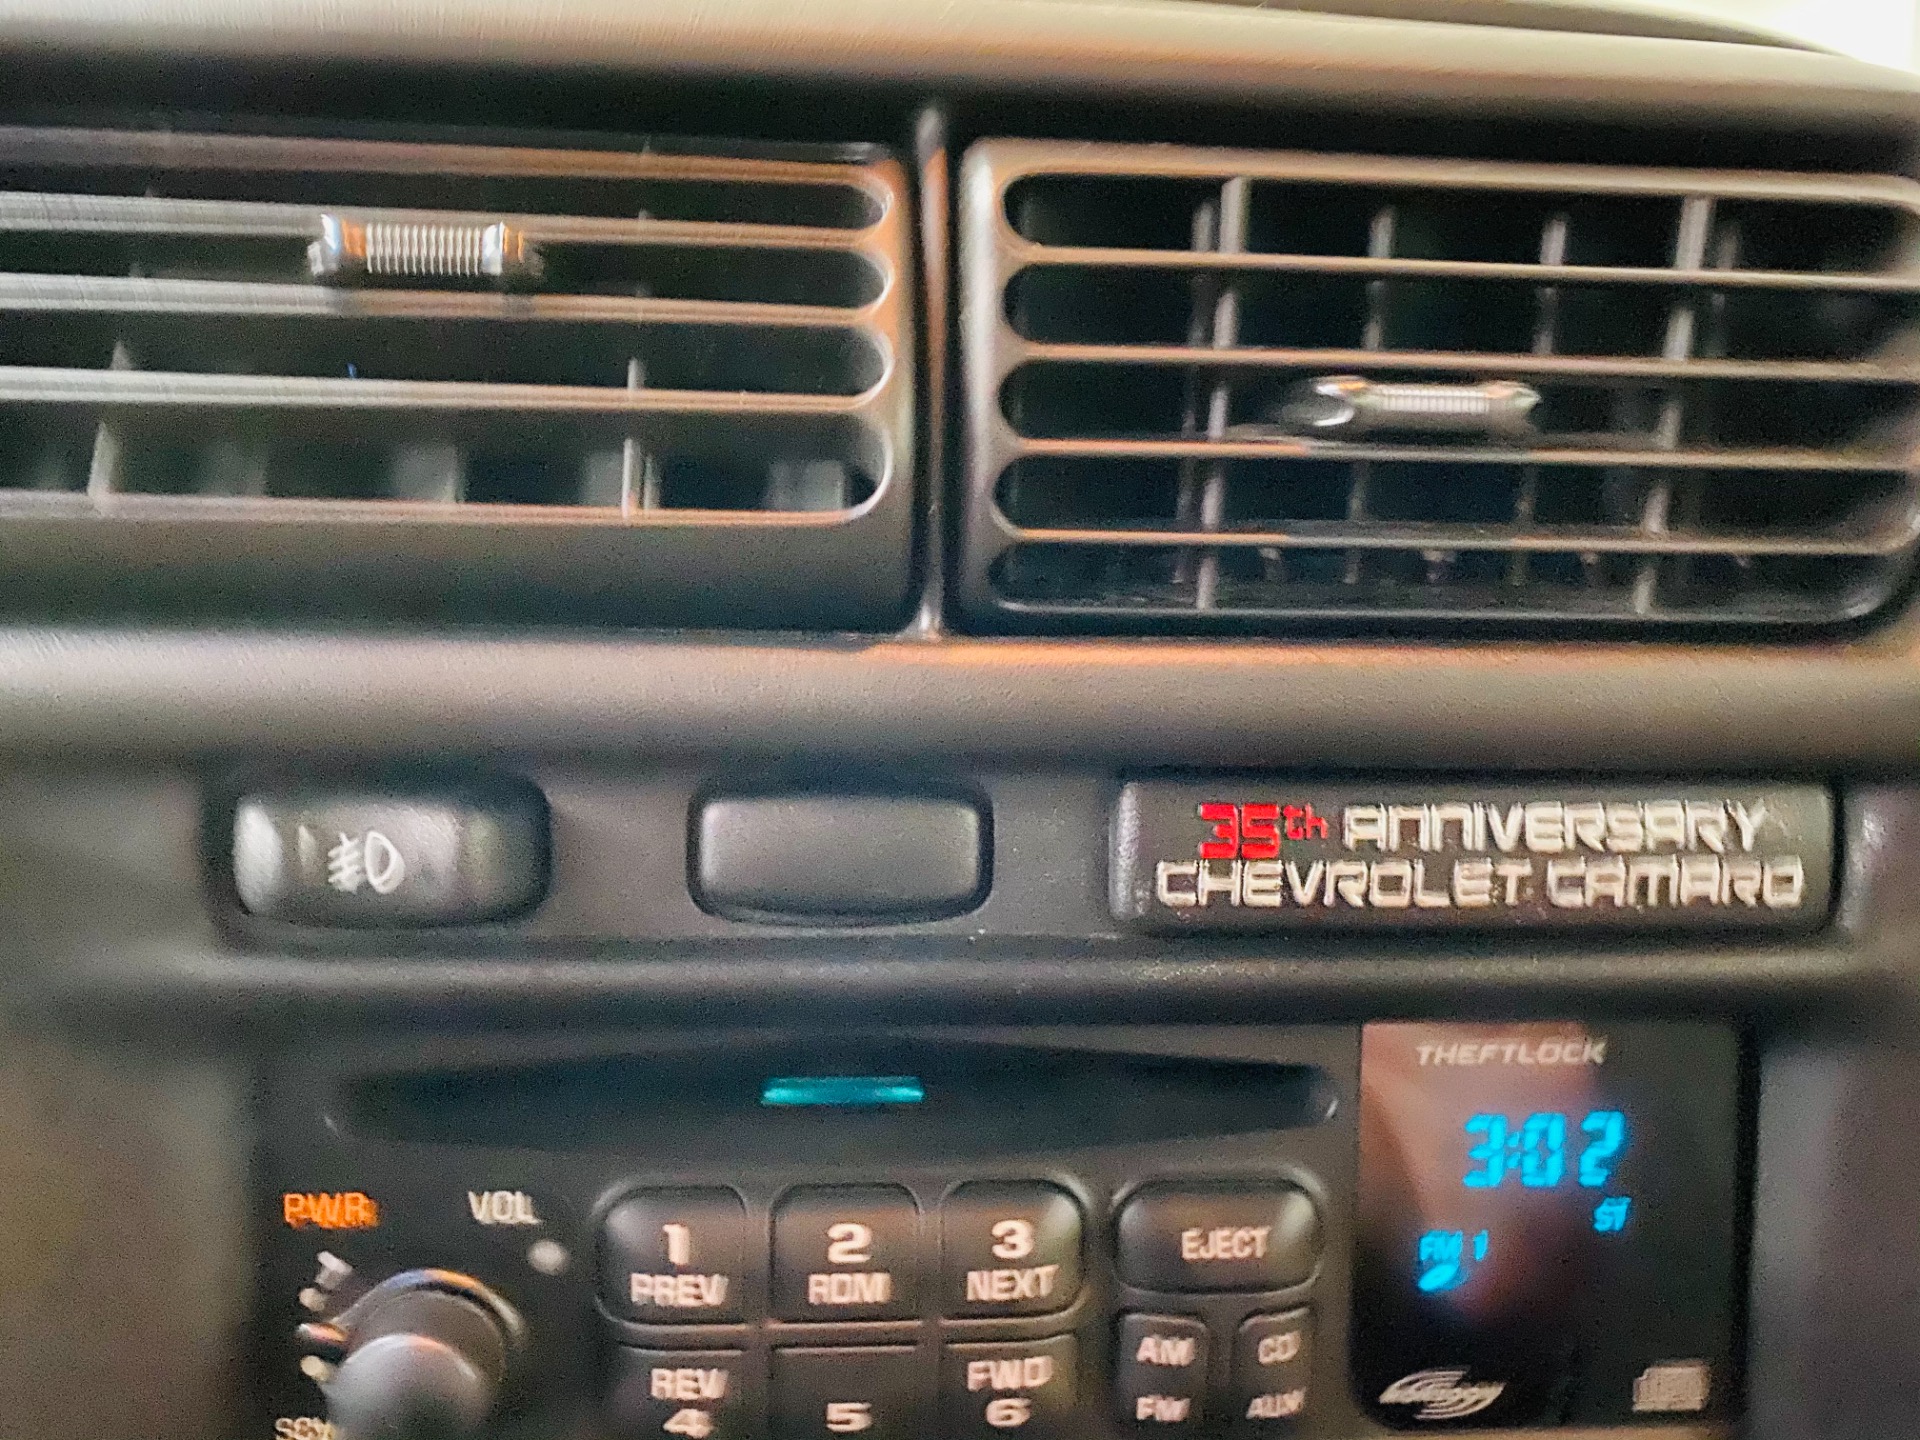 35th ANNIVERSARY
CHEVROLET CAMARO
THEFTLOCK
3:02
ST
FM 1
PWR
VOL
1
PREV
2
RDM
3
NEXT
EJECT
REV
4
5
FWD
6
AM
FM
CD
AUX